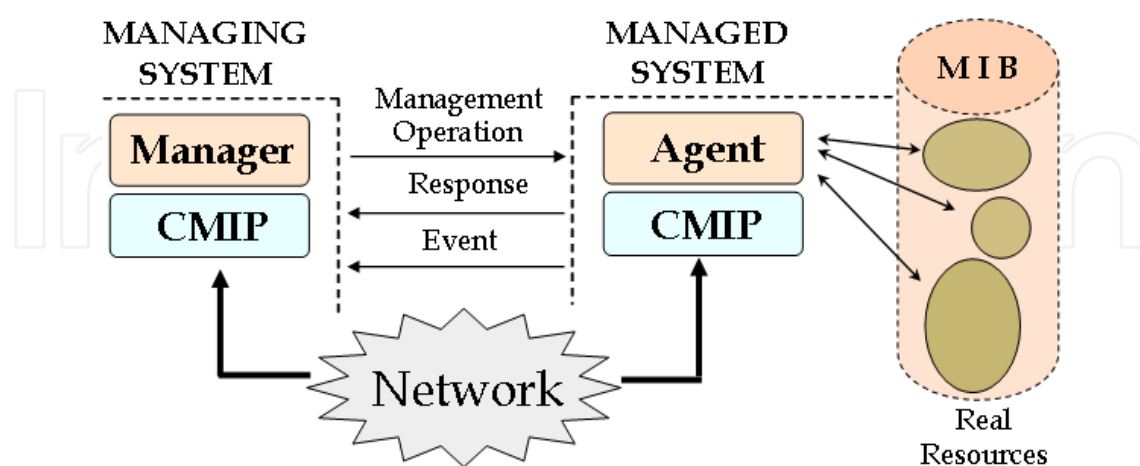 MANAGING
SYSTEM
MANAGED
SYSTEM
M I B
Management
Operation
Manager
Agent
Response
CMIP
CMIP
Event
Network
Real
Resources